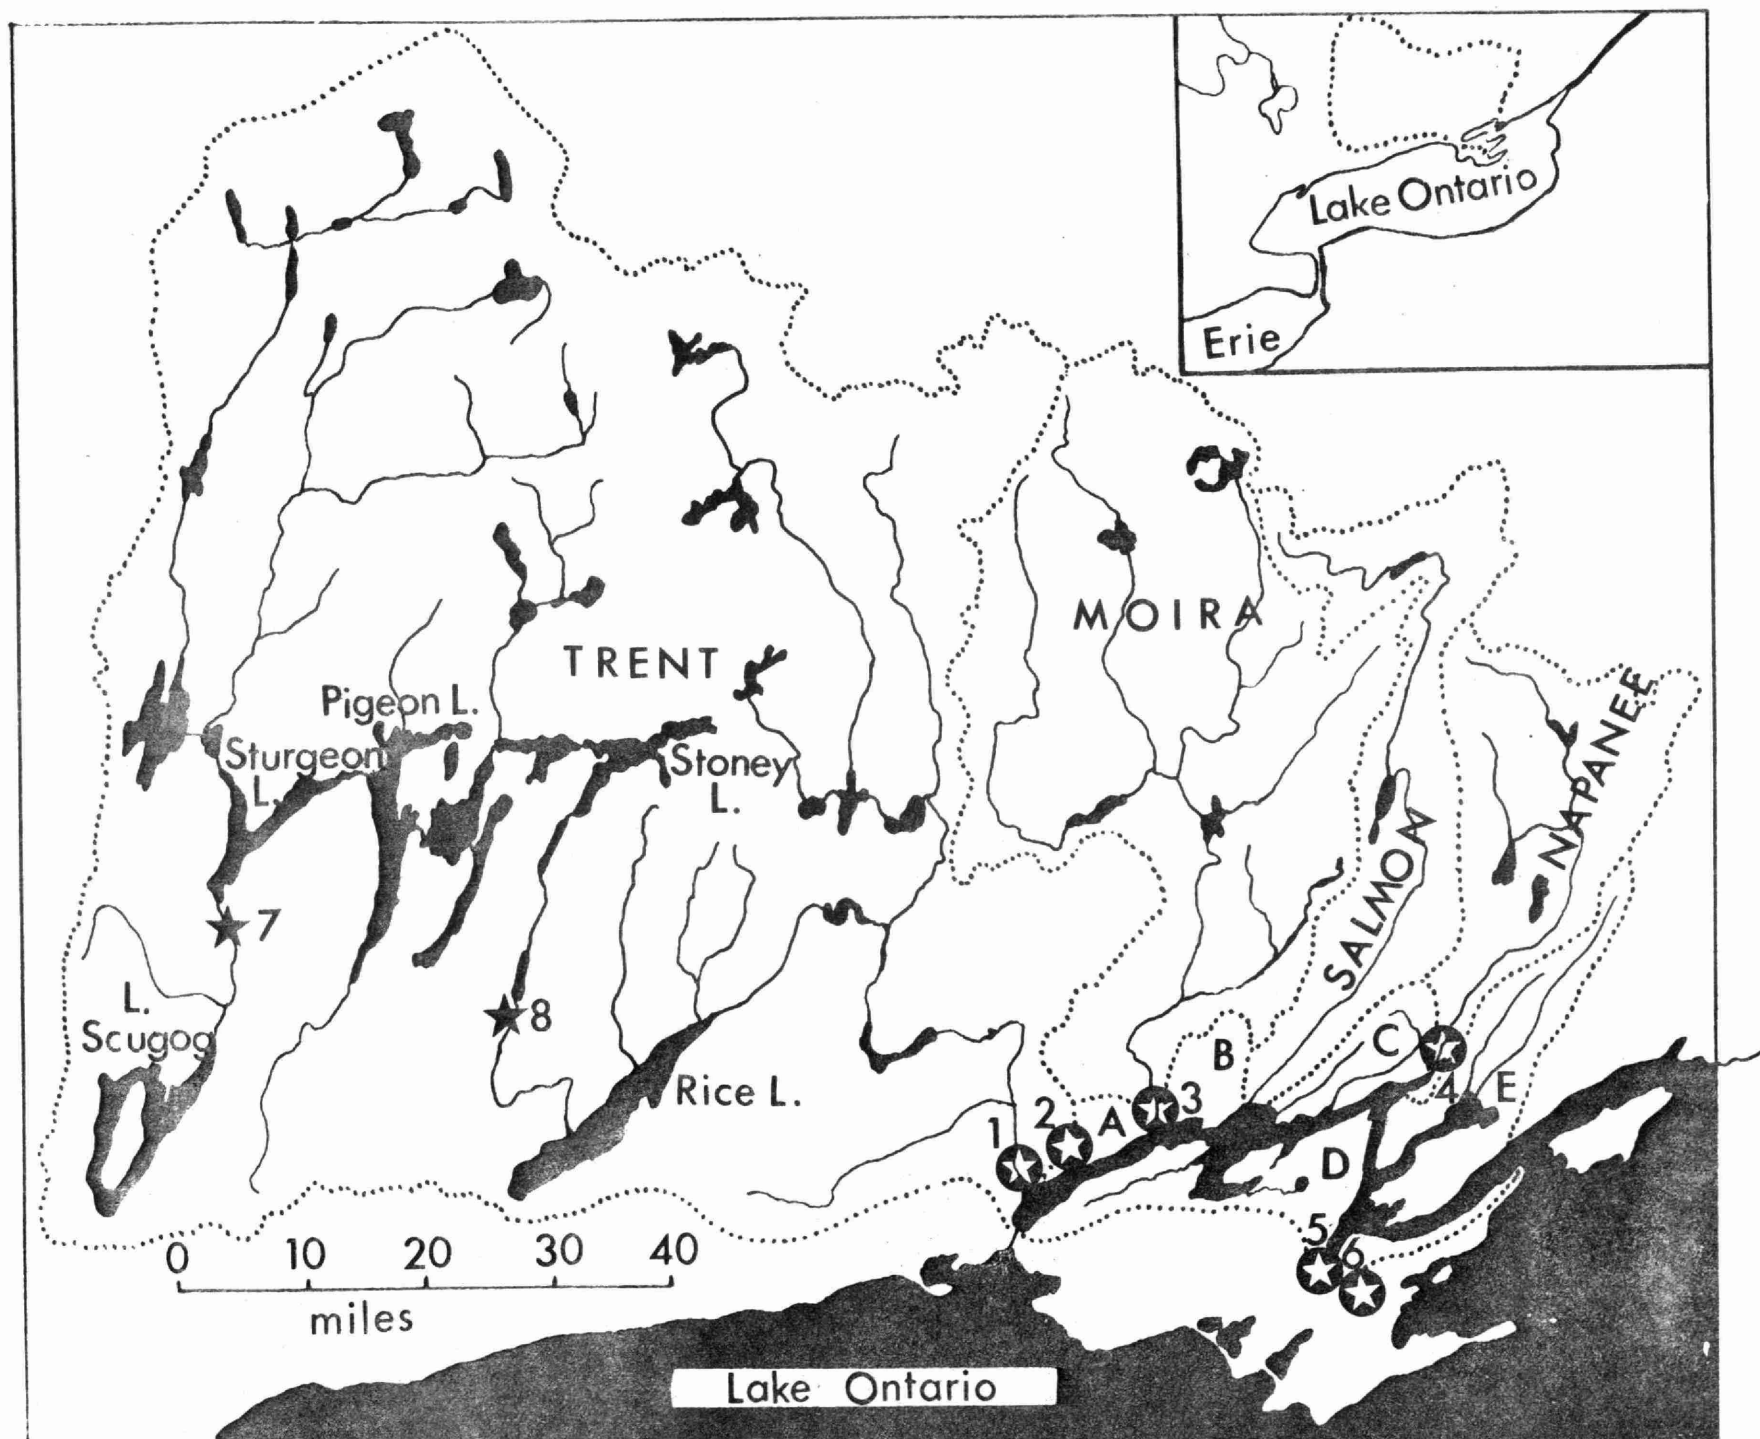 Lake Ontario
Erie
MOIRA
TRENT
Pigeon L.
Sturgeon
L.
Stoney
L.
NAPANEE
SALMON
7
L.
Scugog
8
B
C
4
E
Rice L.
1
2
A
3
D
5
6
0 10 20 30 40
miles
Lake Ontario